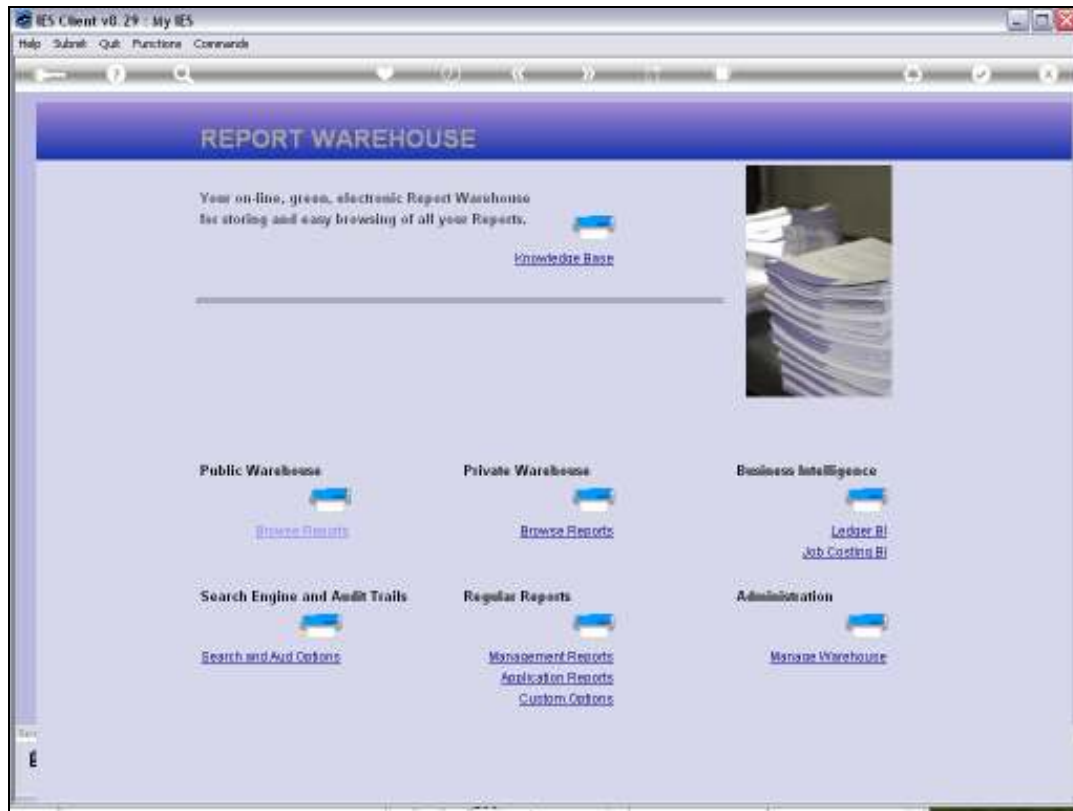 IES Client v8.29 : My IES
Help Submit Quit Functions Commands
REPORT WAREHOUSE
Your on-line, green, electronic Report Warehouse
for storing and easy browsing of all your Reports.
Knowledge Base
Public Warehouse Private Warehouse Business Intelligence
Browse Reports Browse Reports Ledger BI
Job Costing BI
Search Engine and Audit Trails Regular Reports Administration
Search and Aud Options Management Reports Manage Warehouse
Application Reports
Custom Options